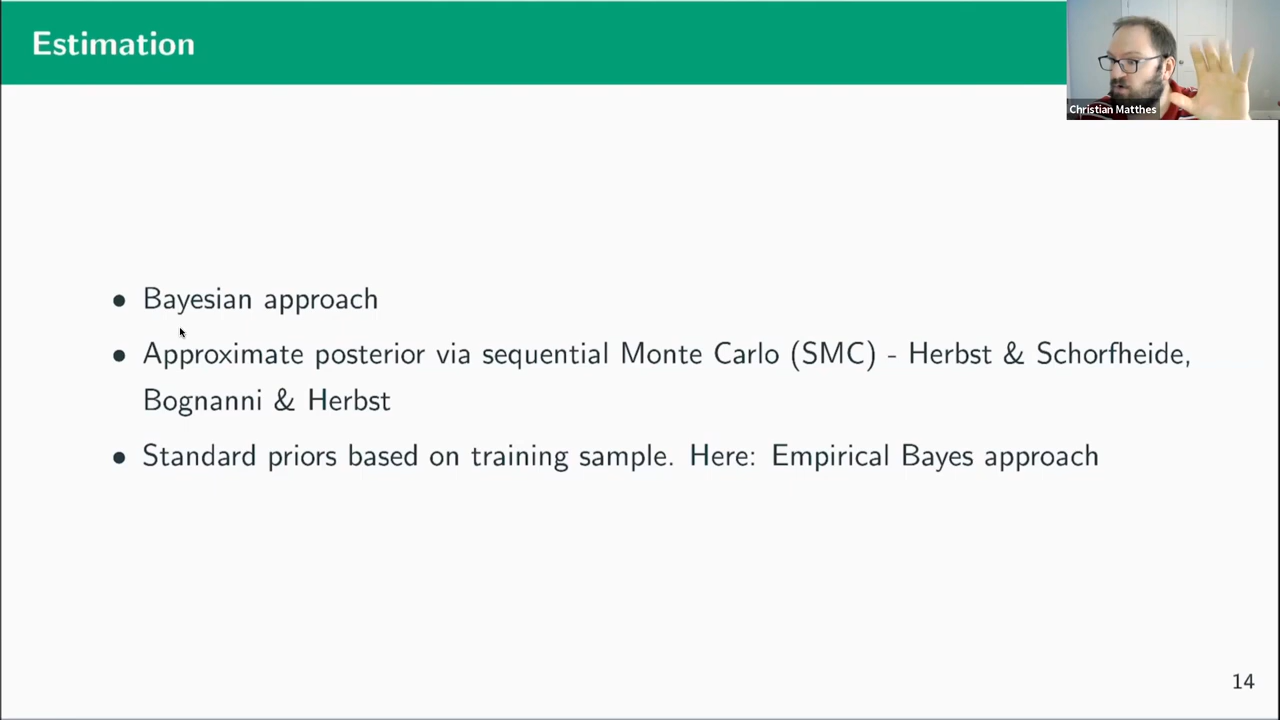 Estimation
Christian Matthes
• Bayesian approach
• Approximate posterior via sequential Monte Carlo (SMC) - Herbst & Schorfheide,
Bognanni & Herbst
• Standard priors based on training sample. Here: Empirical Bayes approach
14